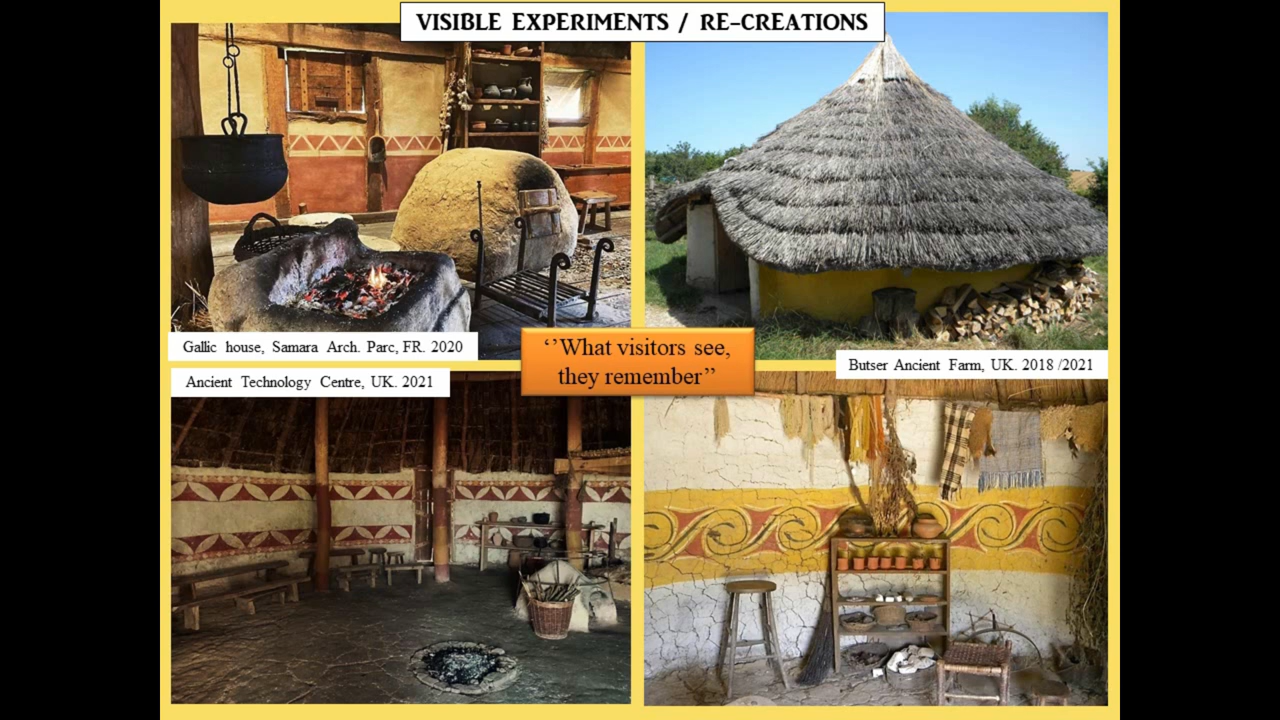 VISIBLE EXPERIMENTS / RE-CREATIONS
Gallic house, Samara Arch. Parc, FR. 2020
Butser Ancient Farm, UK. 2018 /2021
‘’What visitors see,
they remember’’
Ancient Technology Centre, UK. 2021